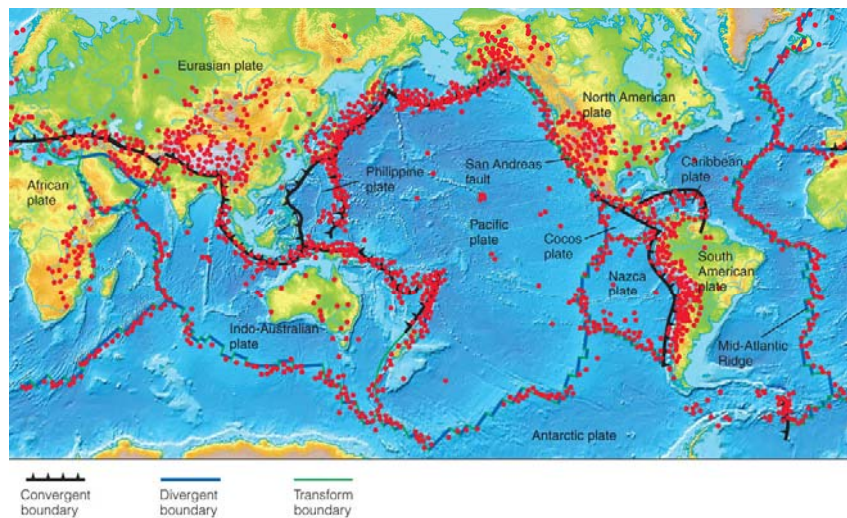 Eurasian plate
North American
plate
San Andreas
fault
Caribbean
plate
Philippine
plate
African
plate
Pacific
plate
Cocos
plate
Nazca
plate
South
American
plate
Indo-Australian
plate
Mid-Atlantic
Ridge
Antarctic plate
Convergent
boundary
Divergent
boundary
Transform
boundary